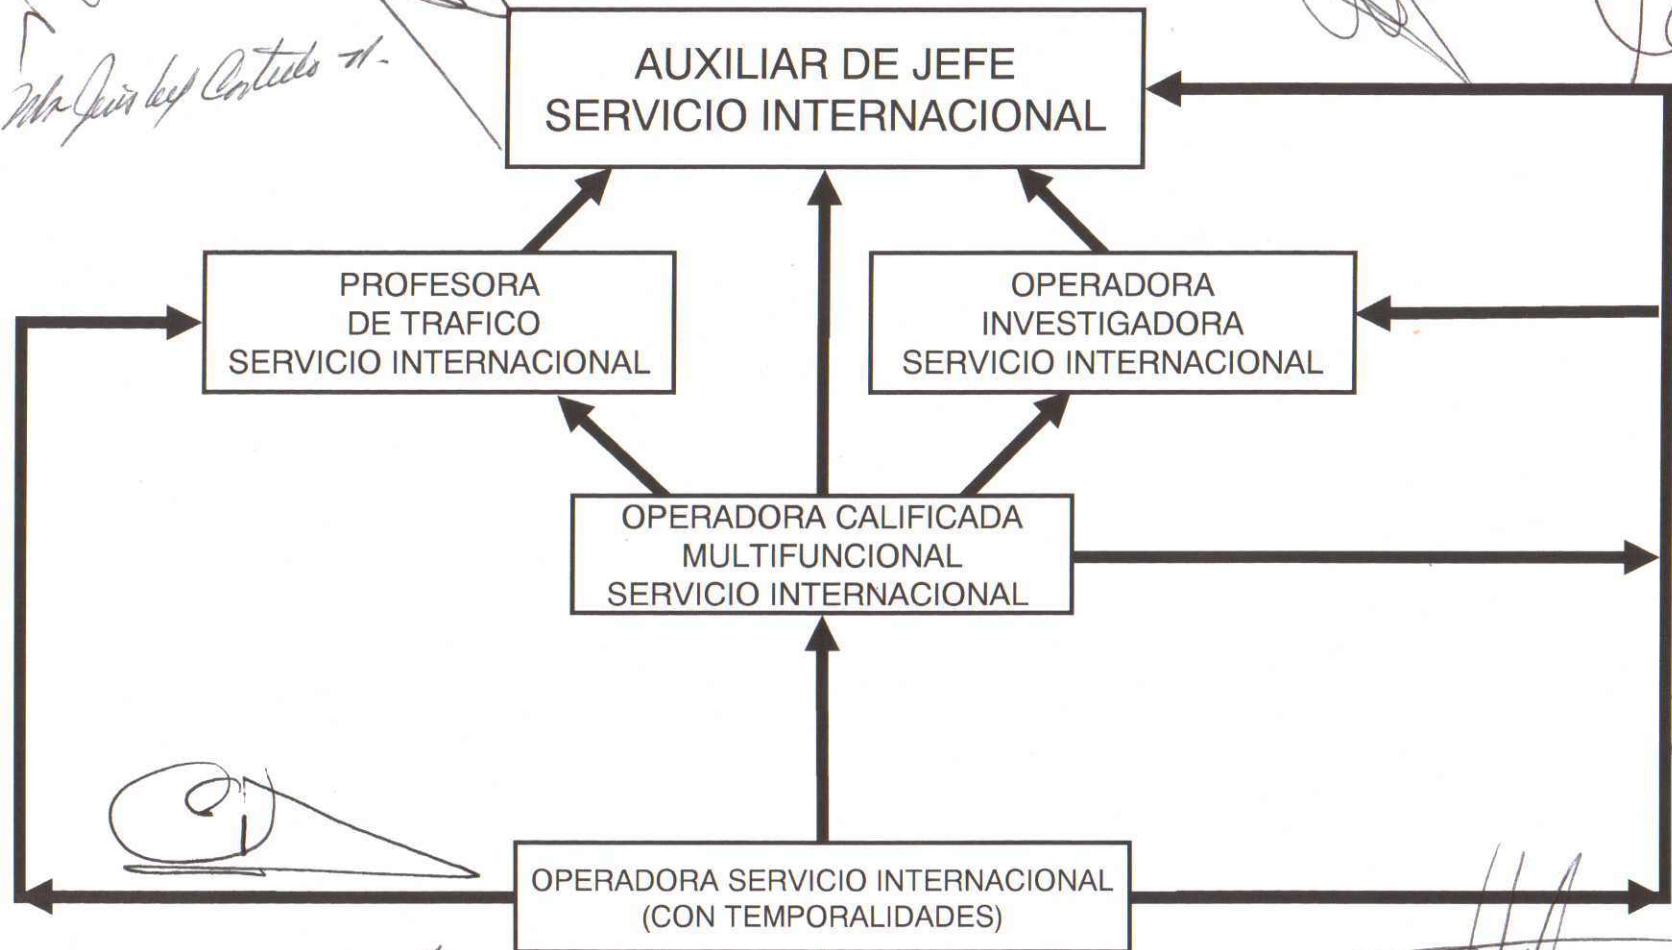 AUXILIAR DE JEFE
SERVICIO INTERNACIONAL
PROFESORA
DE TRAFICO
SERVICIO INTERNACIONAL
OPERADORA
INVESTIGADORA
SERVICIO INTERNACIONAL
OPERADORA CALIFICADA
MULTIFUNCIONAL
SERVICIO INTERNACIONAL
OPERADORA SERVICIO INTERNACIONAL
(CON TEMPORALIDADES)